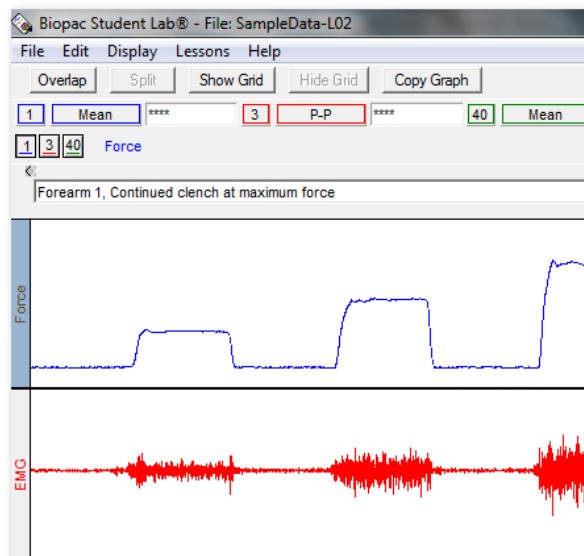 Biopac Student Lab® - File: SampleData-L02
File Edit Display Lessons Help
Overlap Split Show Grid Hide Grid Copy Graph
1 Mean **** 3 P-P **** 40 Mean
1 3 40 Force
Forearm 1, Continued clench at maximum force
Force
EMG